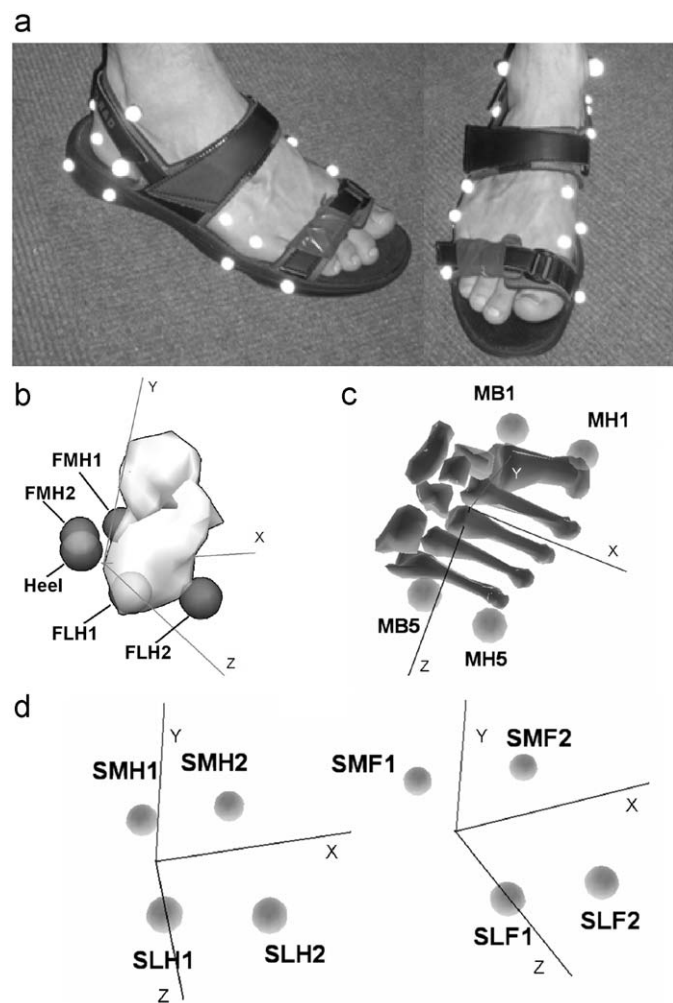 a
b
Y
FMH1
FMH2
X
Heel
FLH1
FLH2
Z
c
MB1
MH1
Y
X
MB5
MH5
Z
d
Y
SMH1
SMH2
X
SLH1
SLH2
Z
Y
SMF1
SMF2
X
SLF1
SLF2
Z